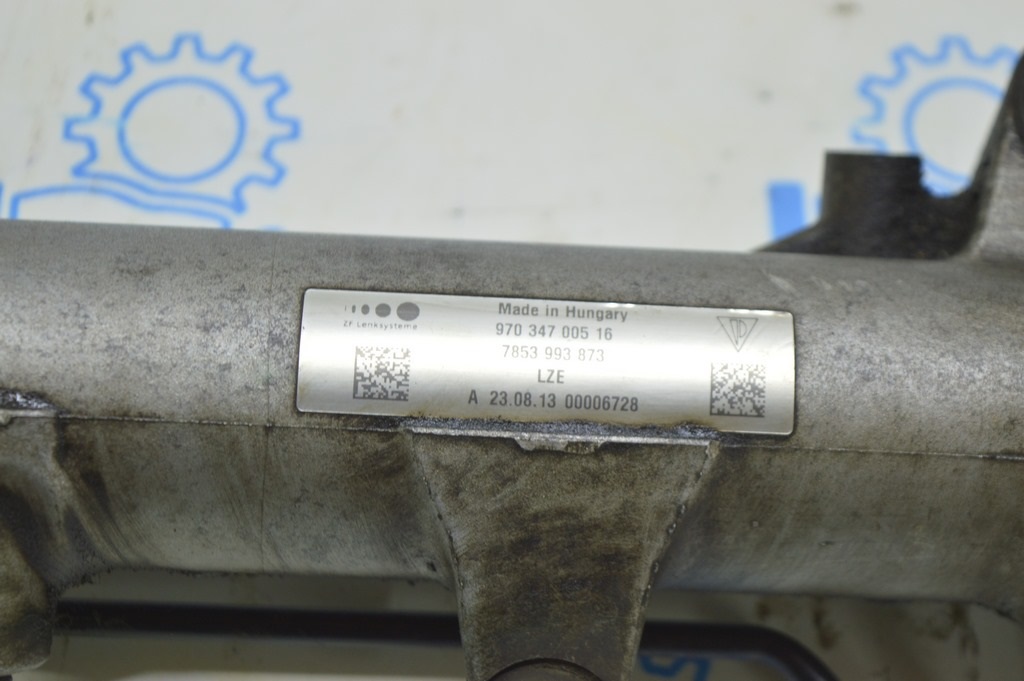 Made in Hungary
ZF Lenksysteme
970 347 005 16
7853 993 873
LZE
A 23.08.13 00006728